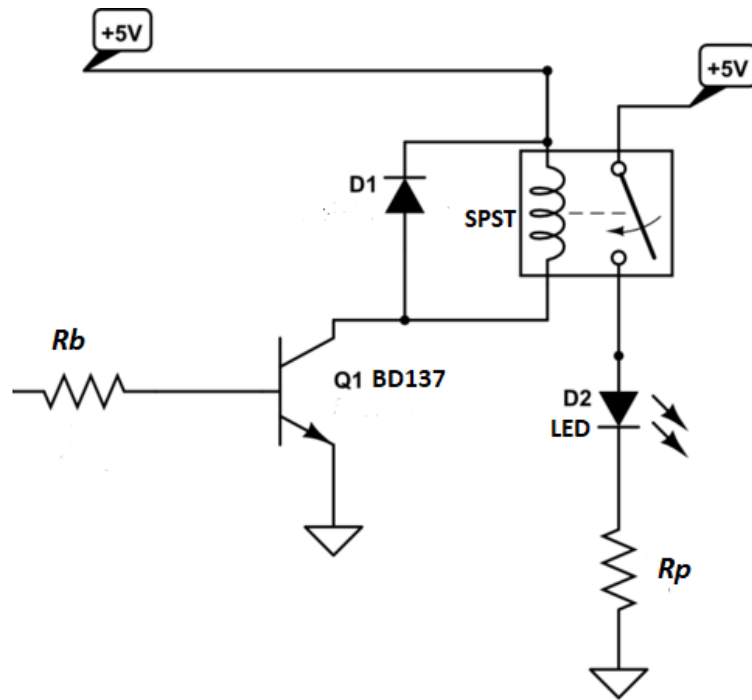 +5V
+5V
D1
SPST
Rb
Q1 BD137
D2
LED
Rp